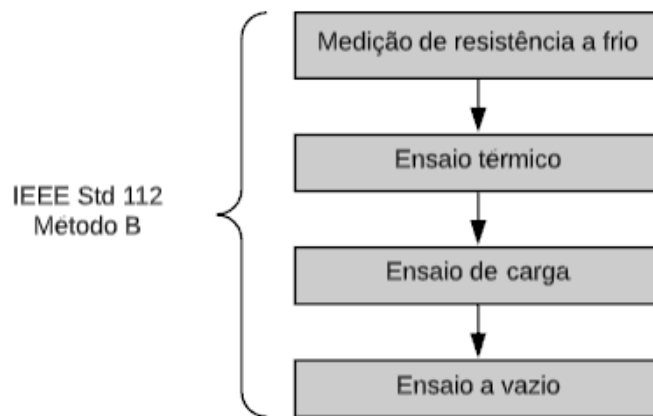 IEEE Std 112
Método B
Medição de resistência a frio
Ensaio térmico
Ensaio de carga
Ensaio a vazio